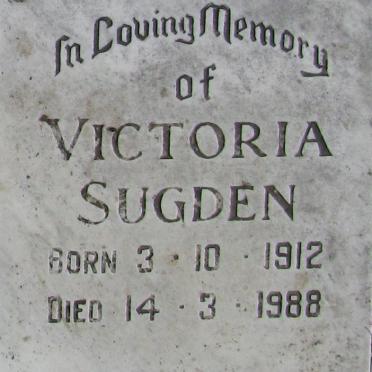 In Loving Memory
of
VICTORIA
SUGDEN
BORN 3 · 10 · 1912
DIED 14 · 3 · 1988